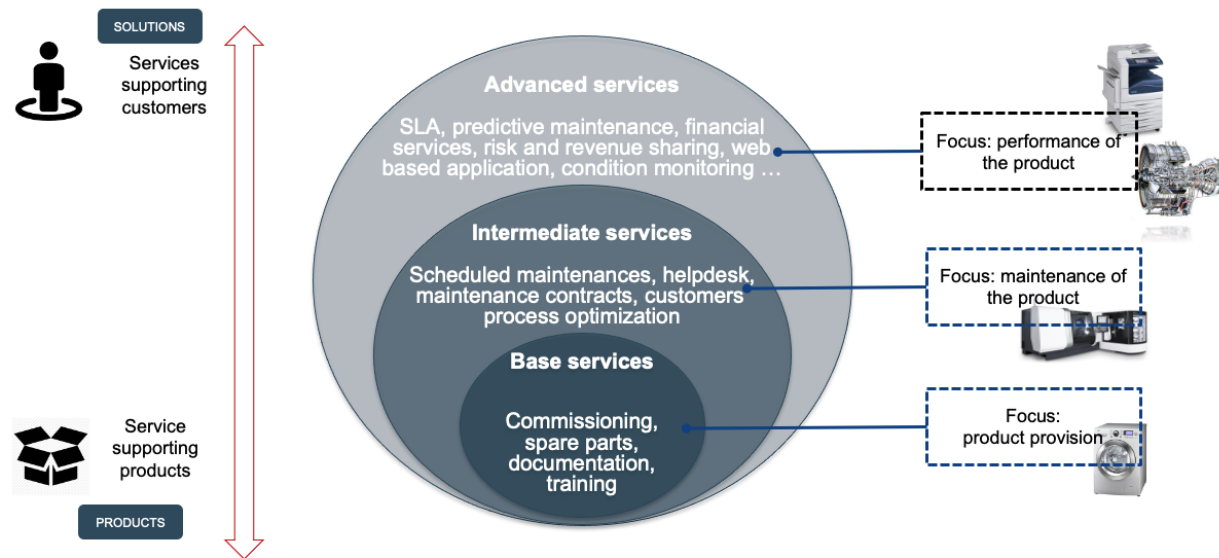 SOLUTIONS
Services
supporting
customers
Advanced services
SLA, predictive maintenance, financial
services, risk and revenue sharing, web
based application, condition monitoring …
Focus: performance of
the product
Intermediate services
Scheduled maintenances, helpdesk,
maintenance contracts, customers
process optimization
Focus: maintenance of
the product
Base services
Commissioning,
spare parts,
documentation,
training
Focus:
product provision
Service
supporting
products
PRODUCTS